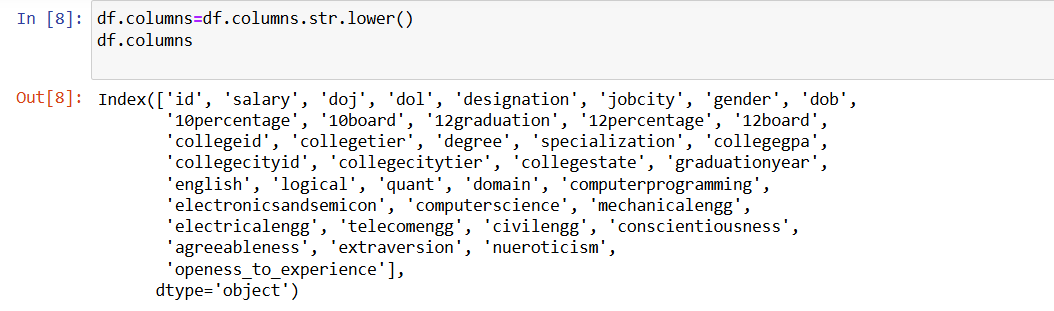 In [8]: df.columns=df.columns.str.lower()
df.columns
Out[8]: Index(['id', 'salary', 'doj', 'dol', 'designation', 'jobcity', 'gender', 'dob',
'10percentage', '10board', '12graduation', '12percentage', '12board',
'collegeid', 'collegetier', 'degree', 'specialization', 'collegegpa',
'collegecityid', 'collegecitytier', 'collegestate', 'graduationyear',
'english', 'logical', 'quant', 'domain', 'computerprogramming',
'electronicsandsemicon', 'computerscience', 'mechanicalengg',
'electricalengg', 'telecomengg', 'civilengg', 'conscientiousness',
'agreeableness', 'extraversion', 'nueroticism',
'openess_to_experience'],
dtype='object')